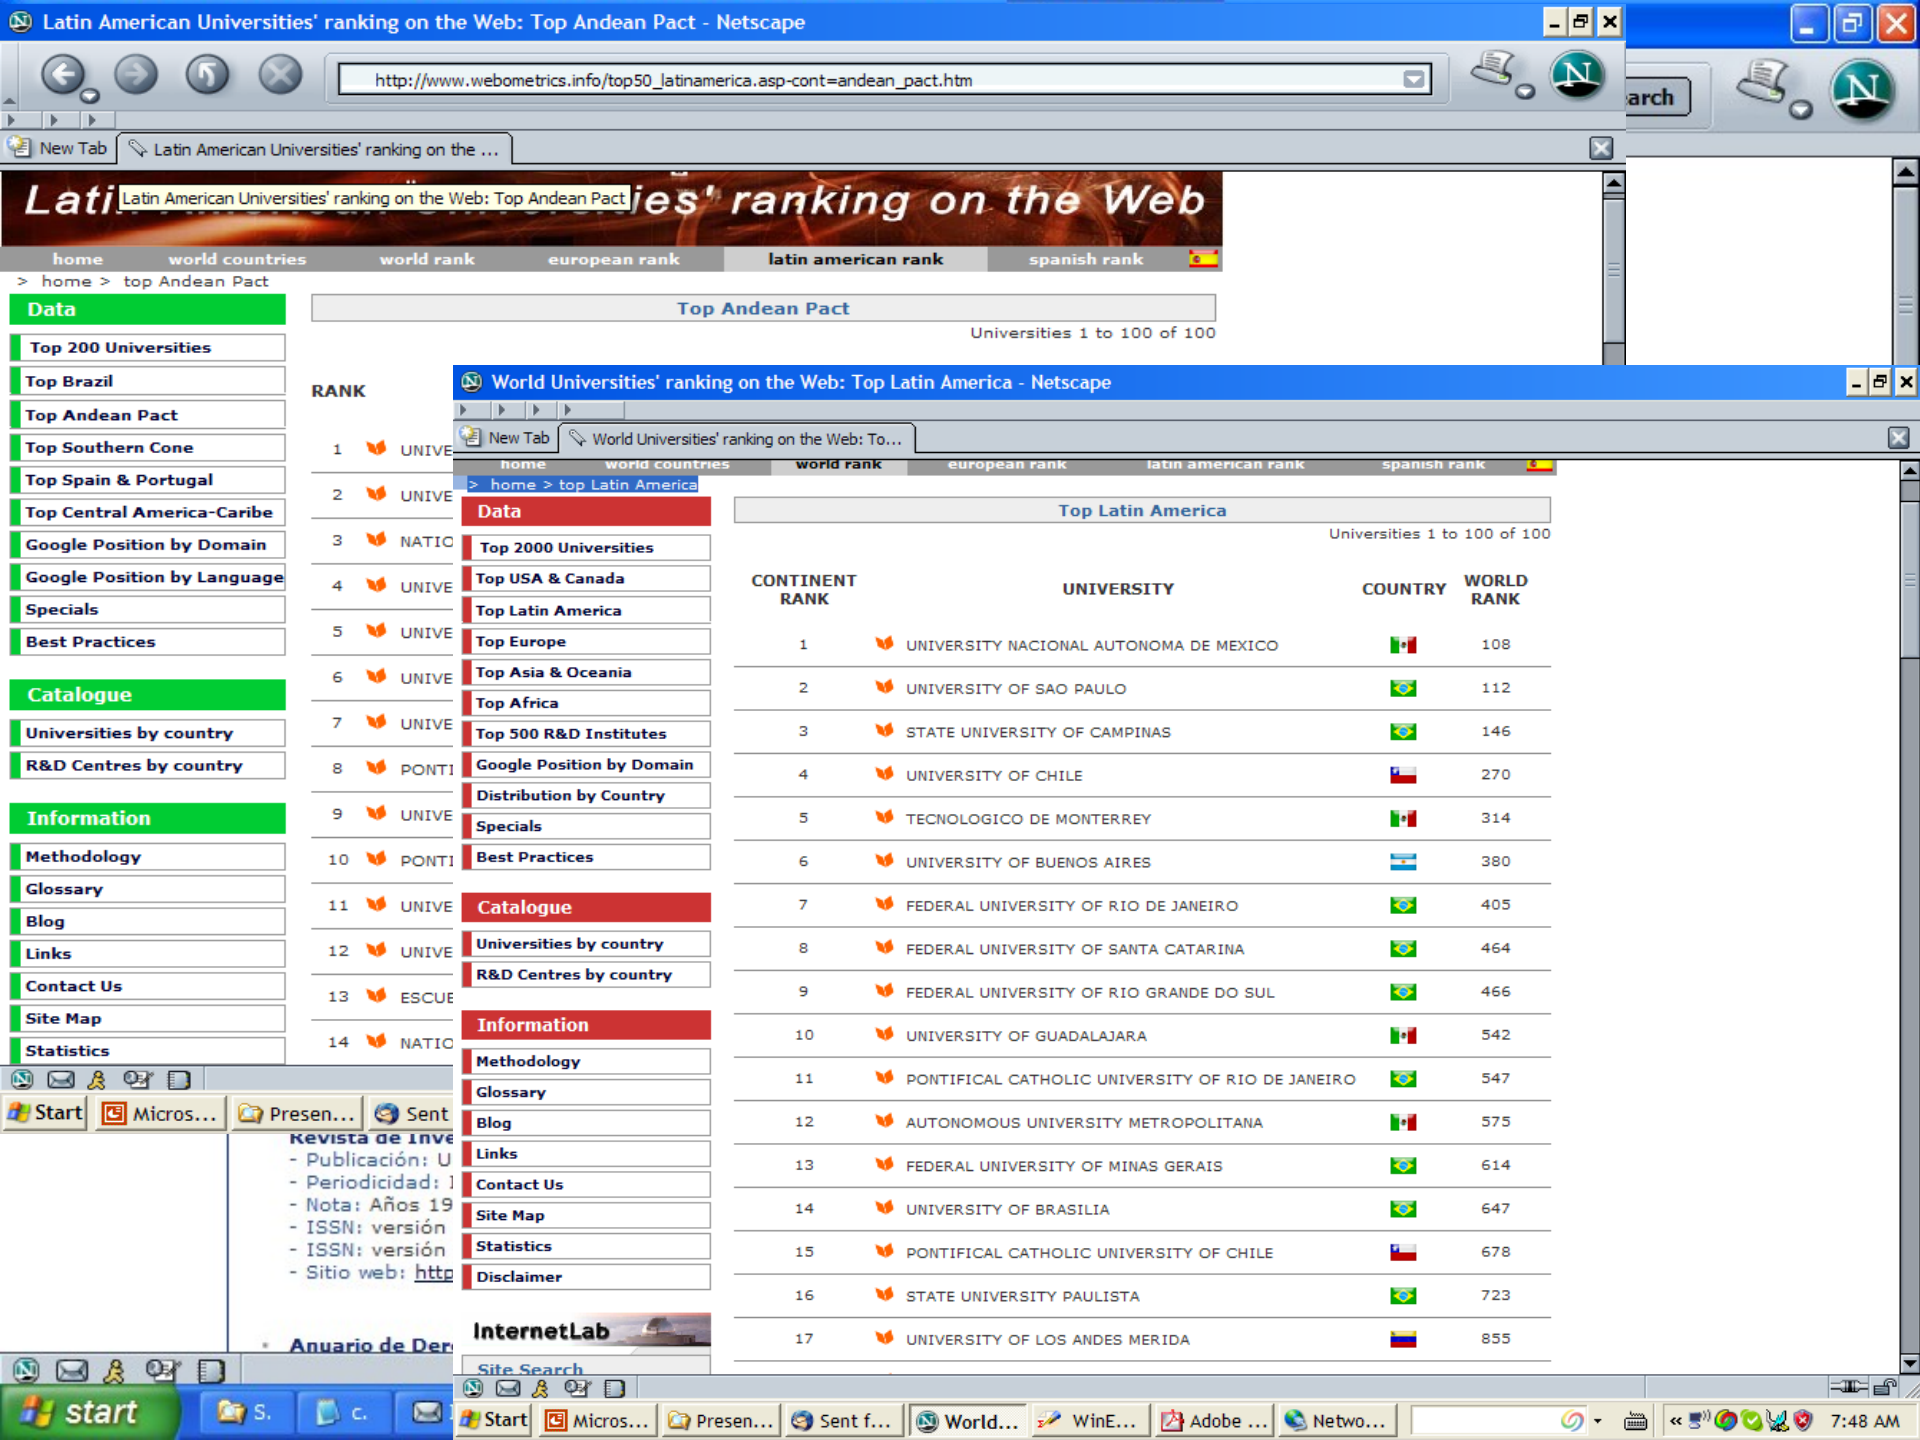 Latin American Universities' ranking on the Web: Top Andean Pact - Netscape
http://www.webometrics.info/top50_latinamerica.asp-cont=andean_pact.htm
arch
New Tab
Latin American Universities' ranking on the ...
Latin American Universities' ranking on the Web: Top Andean Pact
ies' ranking on the Web
home world countries world rank european rank latin american rank spanish rank
> home > top Andean Pact
Data
Top 200 Universities
Top Brazil
Top Andean Pact
Top Southern Cone
Top Spain & Portugal
Top Central America-Caribe
Google Position by Domain
Google Position by Language
Specials
Best Practices
Catalogue
Universities by country
R&D Centres by country
Information
Methodology
Glossary
Blog
Links
Contact Us
Site Map
Statistics
Top Andean Pact
Universities 1 to 100 of 100
RANK
1 UNIVE
2 UNIVE
3 NATIO
4 UNIVE
5 UNIVE
6 UNIVE
7 UNIVE
8 PONTI
9 UNIVE
10 PONTI
11 UNIVE
12 UNIVE
13 ESCUE
14 NATIO
Start Micros... Presen... Sent
Revista de Inve
- Publicación: U
- Periodicidad: I
- Nota: Años 19
- ISSN: versión
- ISSN: versión
- Sitio web: http
Anuario de Der
start S. c.
World Universities' ranking on the Web: Top Latin America - Netscape
New Tab
World Universities' ranking on the Web: To...
home world countries world rank european rank latin american rank spanish rank
> home > top Latin America
Data
Top 2000 Universities
Top USA & Canada
Top Latin America
Top Europe
Top Asia & Oceania
Top Africa
Top 500 R&D Institutes
Google Position by Domain
Distribution by Country
Specials
Best Practices
Catalogue
Universities by country
R&D Centres by country
Information
Methodology
Glossary
Blog
Links
Contact Us
Site Map
Statistics
Disclaimer
InternetLab
Site Search
Top Latin America
Universities 1 to 100 of 100
CONTINENT RANK UNIVERSITY COUNTRY WORLD RANK
1 UNIVERSITY NACIONAL AUTONOMA DE MEXICO 108
2 UNIVERSITY OF SAO PAULO 112
3 STATE UNIVERSITY OF CAMPINAS 146
4 UNIVERSITY OF CHILE 270
5 TECNOLOGICO DE MONTERREY 314
6 UNIVERSITY OF BUENOS AIRES 380
7 FEDERAL UNIVERSITY OF RIO DE JANEIRO 405
8 FEDERAL UNIVERSITY OF SANTA CATARINA 464
9 FEDERAL UNIVERSITY OF RIO GRANDE DO SUL 466
10 UNIVERSITY OF GUADALAJARA 542
11 PONTIFICAL CATHOLIC UNIVERSITY OF RIO DE JANEIRO 547
12 AUTONOMOUS UNIVERSITY METROPOLITANA 575
13 FEDERAL UNIVERSITY OF MINAS GERAIS 614
14 UNIVERSITY OF BRASILIA 647
15 PONTIFICAL CATHOLIC UNIVERSITY OF CHILE 678
16 STATE UNIVERSITY PAULISTA 723
17 UNIVERSITY OF LOS ANDES MERIDA 855
Start Micros... Presen... Sent f... World... WinE... Adobe ... Netwo... 7:48 AM